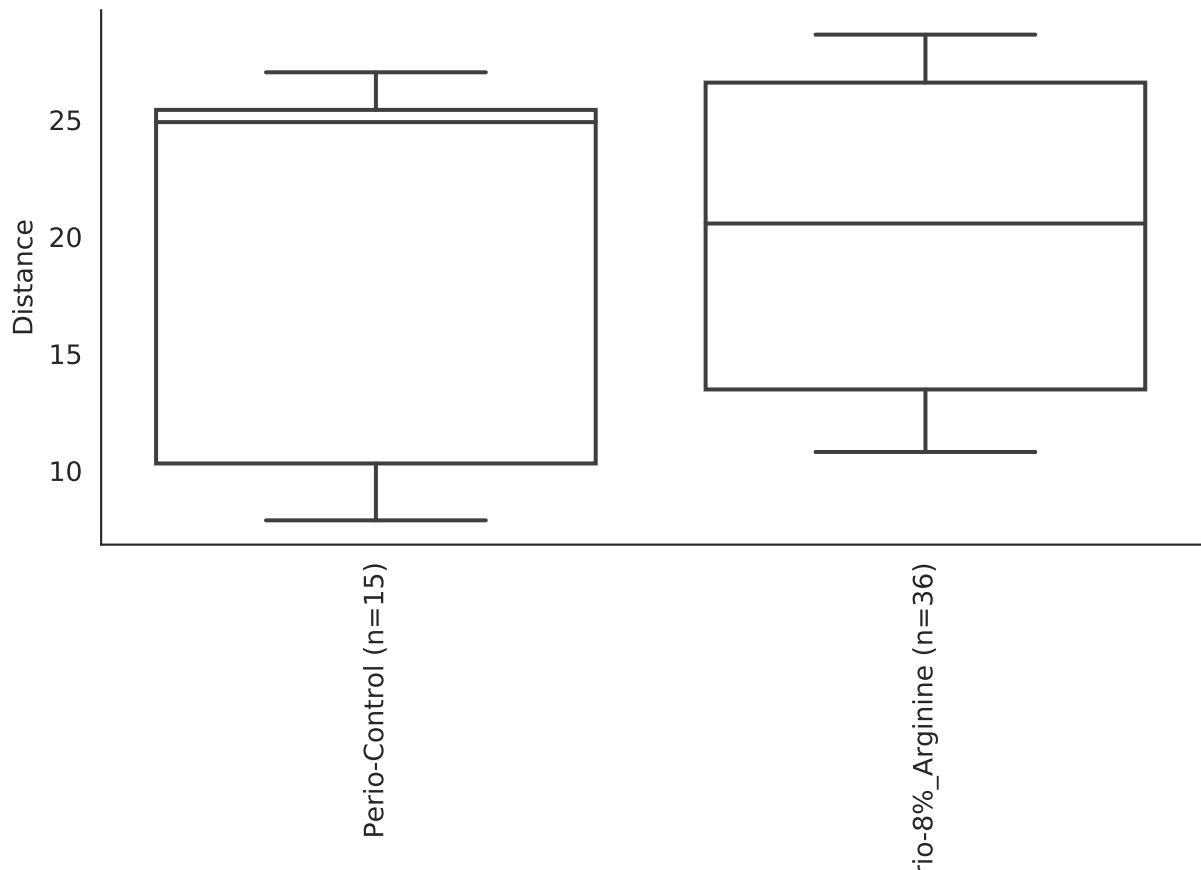 Distance
25
20
15
10
Perio-Control (n=15)
rio-8%_Arginine (n=36)